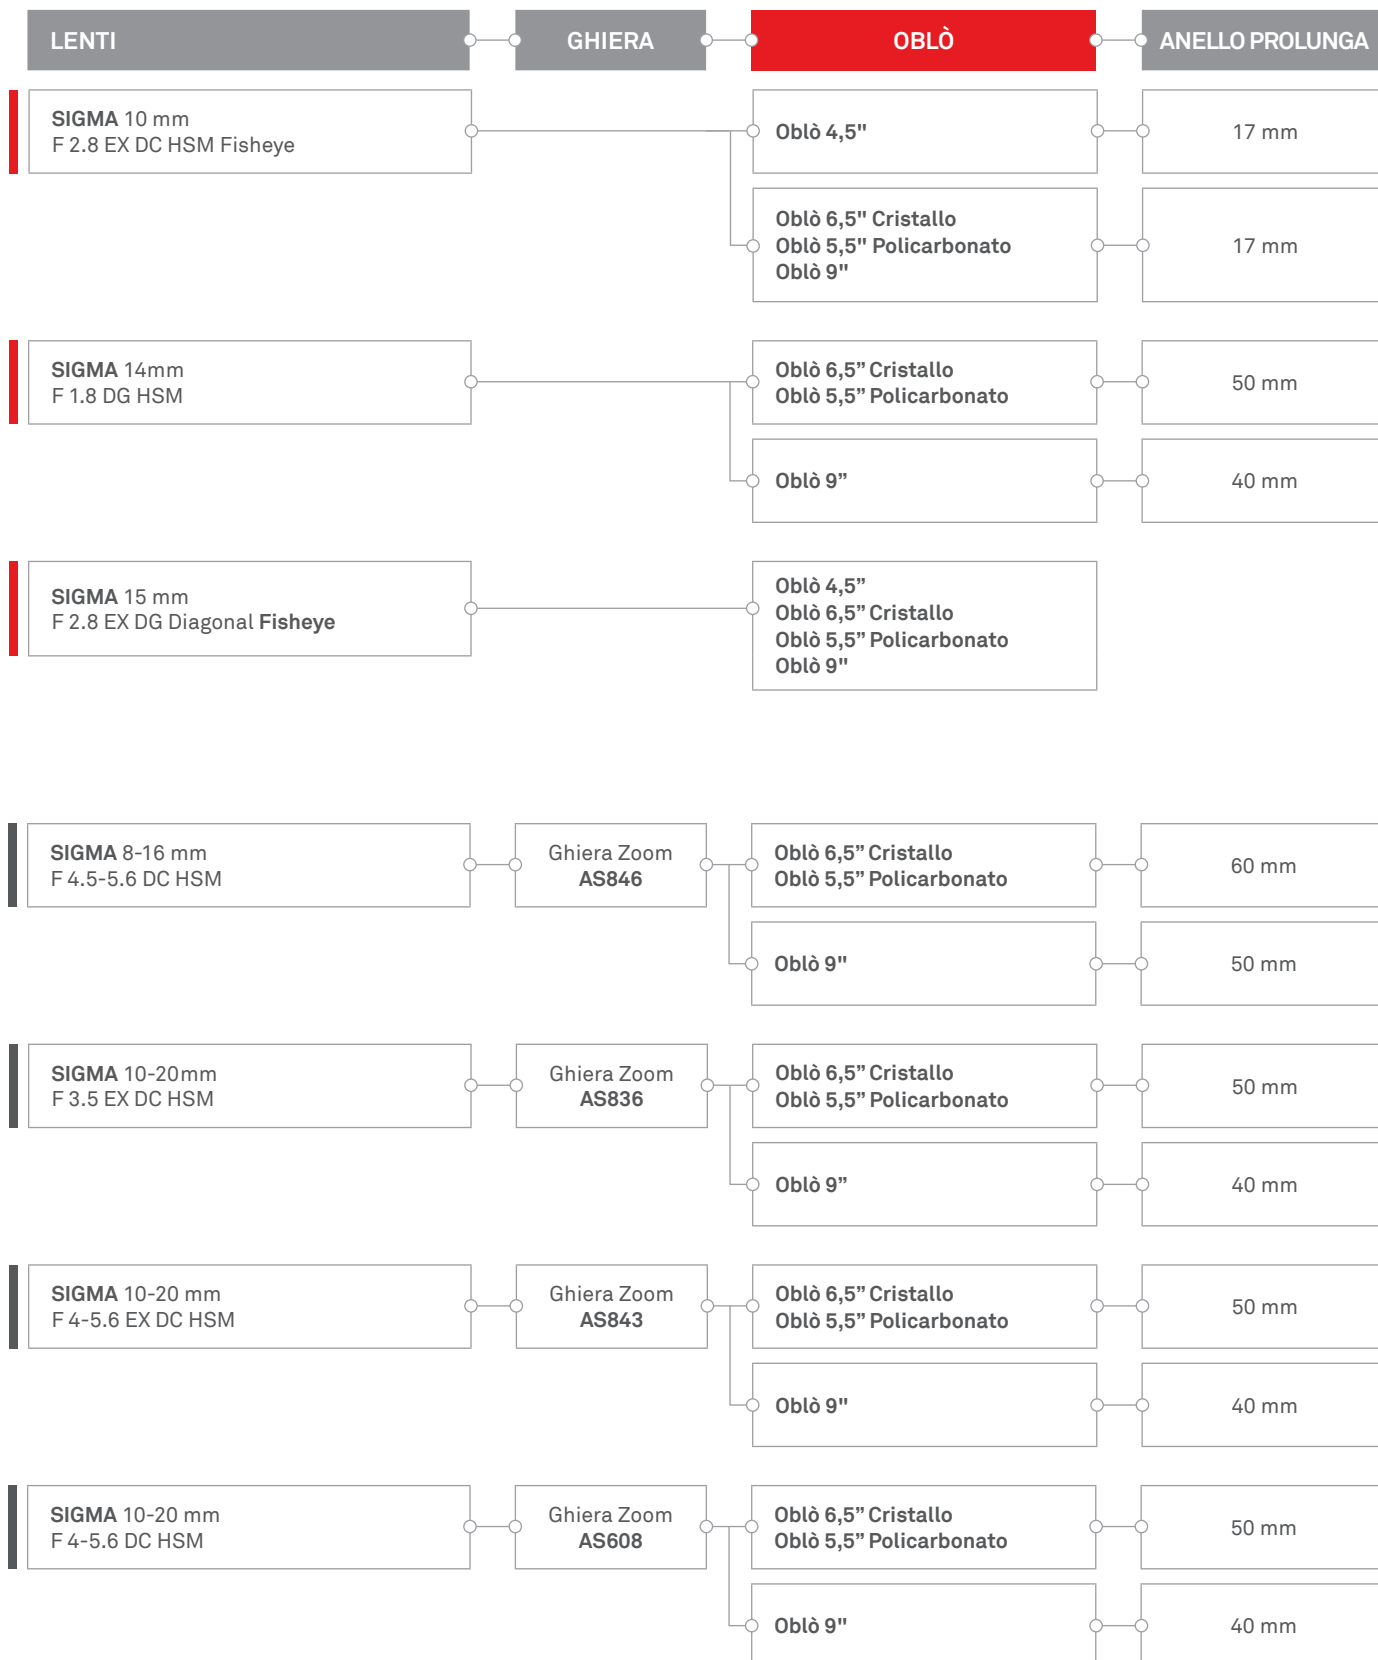 LENTI
GHIERA
OBLÒ
ANELLO PROLUNGA
SIGMA 10 mm
F 2.8 EX DC HSM Fisheye
Oblò 4,5"
17 mm
Oblò 6,5" Cristallo
Oblò 5,5" Policarbonato
Oblò 9"
17 mm
SIGMA 14mm
F 1.8 DG HSM
Oblò 6,5” Cristallo
Oblò 5,5” Policarbonato
50 mm
Oblò 9”
40 mm
SIGMA 15 mm
F 2.8 EX DG Diagonal Fisheye
Oblò 4,5”
Oblò 6,5” Cristallo
Oblò 5,5” Policarbonato
Oblò 9"
SIGMA 8-16 mm
F 4.5-5.6 DC HSM
Ghiera Zoom
AS846
Oblò 6,5” Cristallo
Oblò 5,5” Policarbonato
60 mm
Oblò 9"
50 mm
SIGMA 10-20mm
F 3.5 EX DC HSM
Ghiera Zoom
AS836
Oblò 6,5” Cristallo
Oblò 5,5” Policarbonato
50 mm
Oblò 9”
40 mm
SIGMA 10-20 mm
F 4-5.6 EX DC HSM
Ghiera Zoom
AS843
Oblò 6,5” Cristallo
Oblò 5,5” Policarbonato
50 mm
Oblò 9"
40 mm
SIGMA 10-20 mm
F 4-5.6 DC HSM
Ghiera Zoom
AS608
Oblò 6,5” Cristallo
Oblò 5,5” Policarbonato
50 mm
Oblò 9"
40 mm